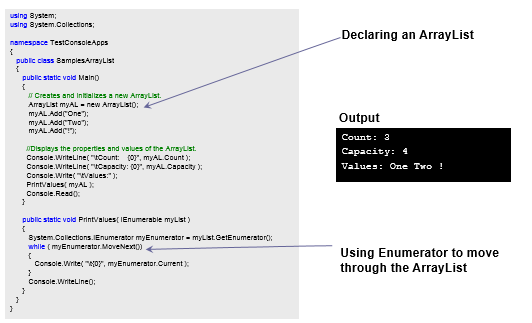 using System;
using System.Collections;
namespace TestConsoleApps
{
public class SamplesArrayList
{
public static void Main()
{
// Creates and initializes a new ArrayList.
ArrayList myAL = new ArrayList();
myAL.Add("One");
myAL.Add("Two");
myAL.Add("!");
//Displays the properties and values of the ArrayList.
Console.WriteLine( "\tCount: {0}", myAL.Count );
Console.WriteLine( "\tCapacity: {0}", myAL.Capacity );
Console.Write( "\tValues:" );
PrintValues( myAL );
Console.Read();
}
public static void PrintValues( IEnumerable myList )
{
System.Collections.IEnumerator myEnumerator = myList.GetEnumerator();
while ( myEnumerator.MoveNext())
{
Console.Write( "\t{0}", myEnumerator.Current );
}
Console.WriteLine();
}
}
}
Declaring an ArrayList
Output
Count: 3
Capacity: 4
Values: One Two !
Using Enumerator to move
through the ArrayList